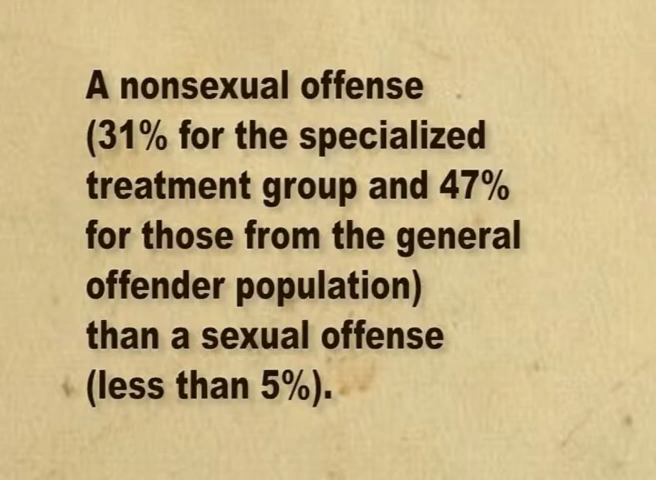 A nonsexual offense
(31% for the specialized
treatment group and 47%
for those from the general
offender population)
than a sexual offense
(less than 5%).